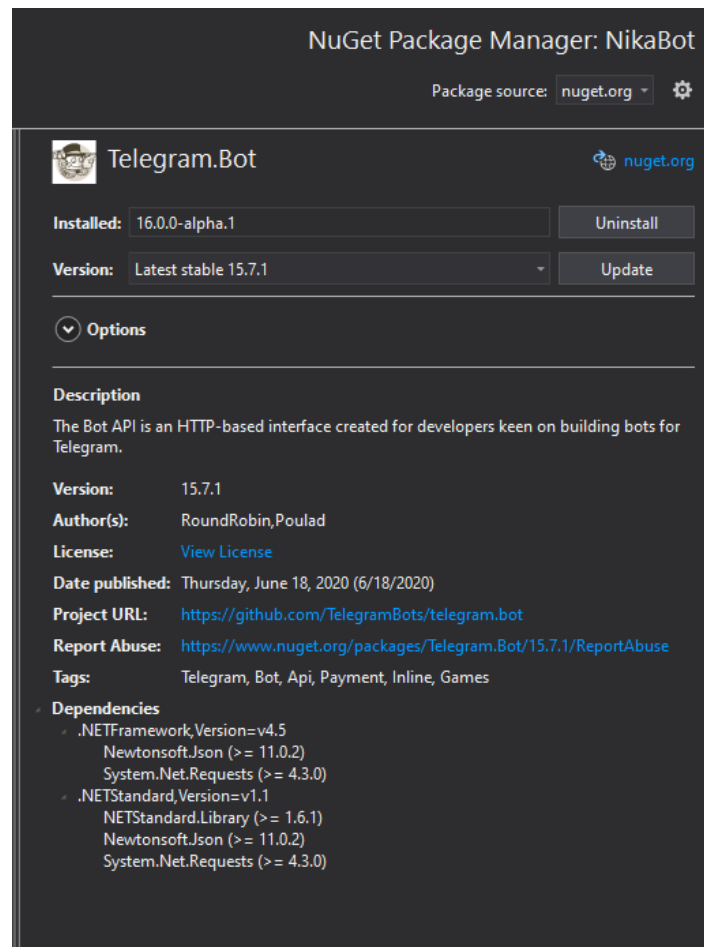 NuGet Package Manager: NikaBot
Package source: nuget.org
Telegram.Bot
nuget.org
Installed: 16.0.0-alpha.1 Uninstall
Version: Latest stable 15.7.1 Update
Options
Description
The Bot API is an HTTP-based interface created for developers keen on building bots for
Telegram.
Version: 15.7.1
Author(s): RoundRobin,Poulad
License: View License
Date published: Thursday, June 18, 2020 (6/18/2020)
Project URL: https://github.com/TelegramBots/telegram.bot
Report Abuse: https://www.nuget.org/packages/Telegram.Bot/15.7.1/ReportAbuse
Tags: Telegram, Bot, Api, Payment, Inline, Games
Dependencies
.NETFramework,Version=v4.5
Newtonsoft.Json (>= 11.0.2)
System.Net.Requests (>= 4.3.0)
.NETStandard,Version=v1.1
NETStandard.Library (>= 1.6.1)
Newtonsoft.Json (>= 11.0.2)
System.Net.Requests (>= 4.3.0)